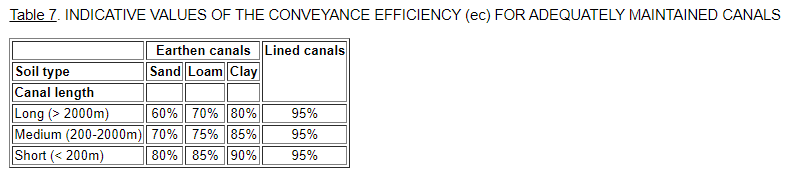 Table 7. INDICATIVE VALUES OF THE CONVEYANCE EFFICIENCY (ec) FOR ADEQUATELY MAINTAINED CANALS
Earthen canals Lined canals
Soil type Sand Loam Clay
Canal length
Long (> 2000m) 60% 70% 80% 95%
Medium (200-2000m) 70% 75% 85% 95%
Short (< 200m) 80% 85% 90% 95%